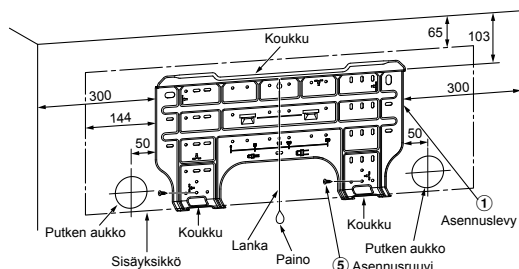 65
103
Koukku
300
300
144
50
50
① Asennuslevy
Putken aukko
Koukku
Lanka
Koukku
Putken aukko
Sisäyksikkö
Paino
⑤ Asennusruuvi